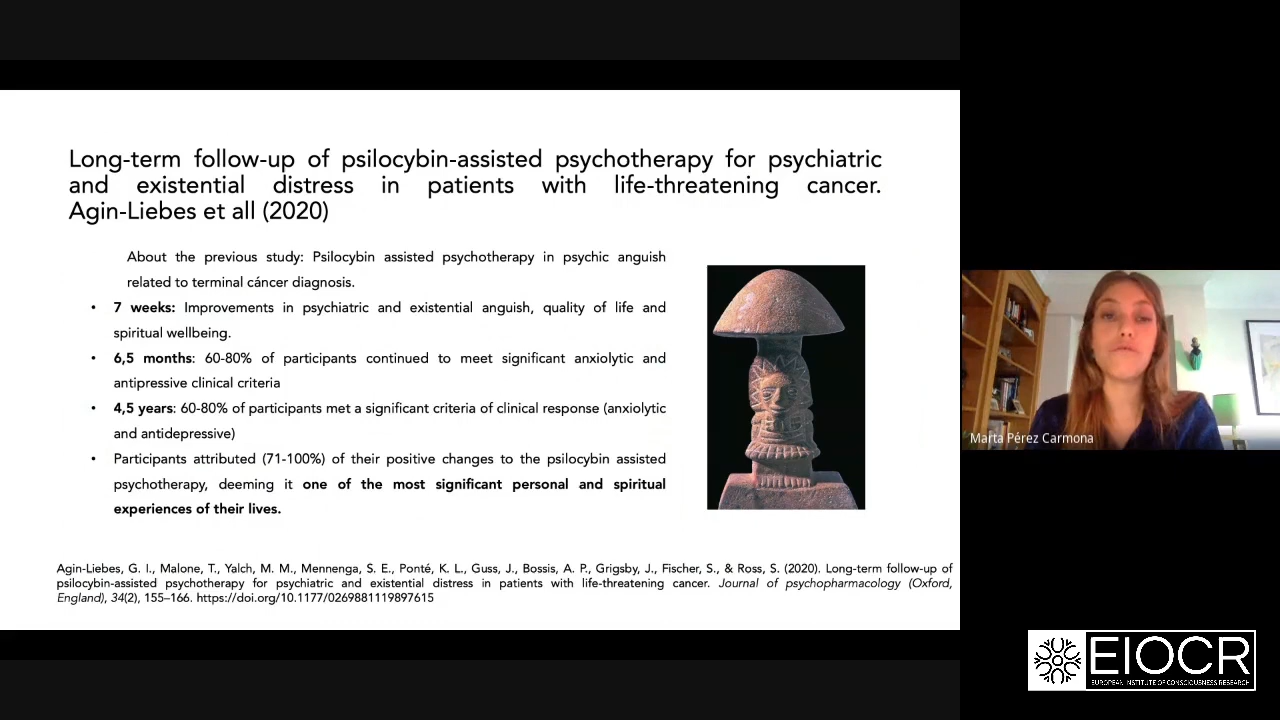 Long-term follow-up of psilocybin-assisted psychotherapy for psychiatric
and existential distress in patients with life-threatening cancer.
Agin-Liebes et all (2020)
About the previous study: Psilocybin assisted psychotherapy in psychic anguish
related to terminal cáncer diagnosis.
• 7 weeks: Improvements in psychiatric and existential anguish, quality of life and
spiritual wellbeing.
• 6,5 months: 60-80% of participants continued to meet significant anxiolytic and
antipressive clinical criteria
• 4,5 years: 60-80% of participants met a significant criteria of clinical response (anxiolytic
and antidepressive)
• Participants attributed (71-100%) of their positive changes to the psilocybin assisted
psychotherapy, deeming it one of the most significant personal and spiritual
experiences of their lives.
Agin-Liebes, G. I., Malone, T., Yalch, M. M., Mennenga, S. E., Ponté, K. L., Guss, J., Bossis, A. P., Grigsby, J., Fischer, S., & Ross, S. (2020). Long-term follow-up of
psilocybin-assisted psychotherapy for psychiatric and existential distress in patients with life-threatening cancer. Journal of psychopharmacology (Oxford,
England), 34(2), 155–166. https://doi.org/10.1177/0269881119897615
Marta Pérez Carmona
EIOCR
EUROPEAN INSTITUTE OF CONSCIOUSNESS RESEARCH